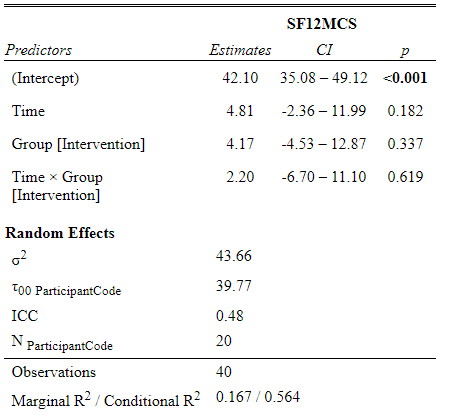 SF12MCS
Predictors Estimates CI p
(Intercept) 42.10 35.08 – 49.12 <0.001
Time 4.81 -2.36 – 11.99 0.182
Group [Intervention] 4.17 -4.53 – 12.87 0.337
Time × Group 2.20 -6.70 – 11.10 0.619
[Intervention]
Random Effects
σ2 43.66
τ00 ParticipantCode 39.77
ICC 0.48
N ParticipantCode 20
Observations 40
Marginal R2 / Conditional R2 0.167 / 0.564